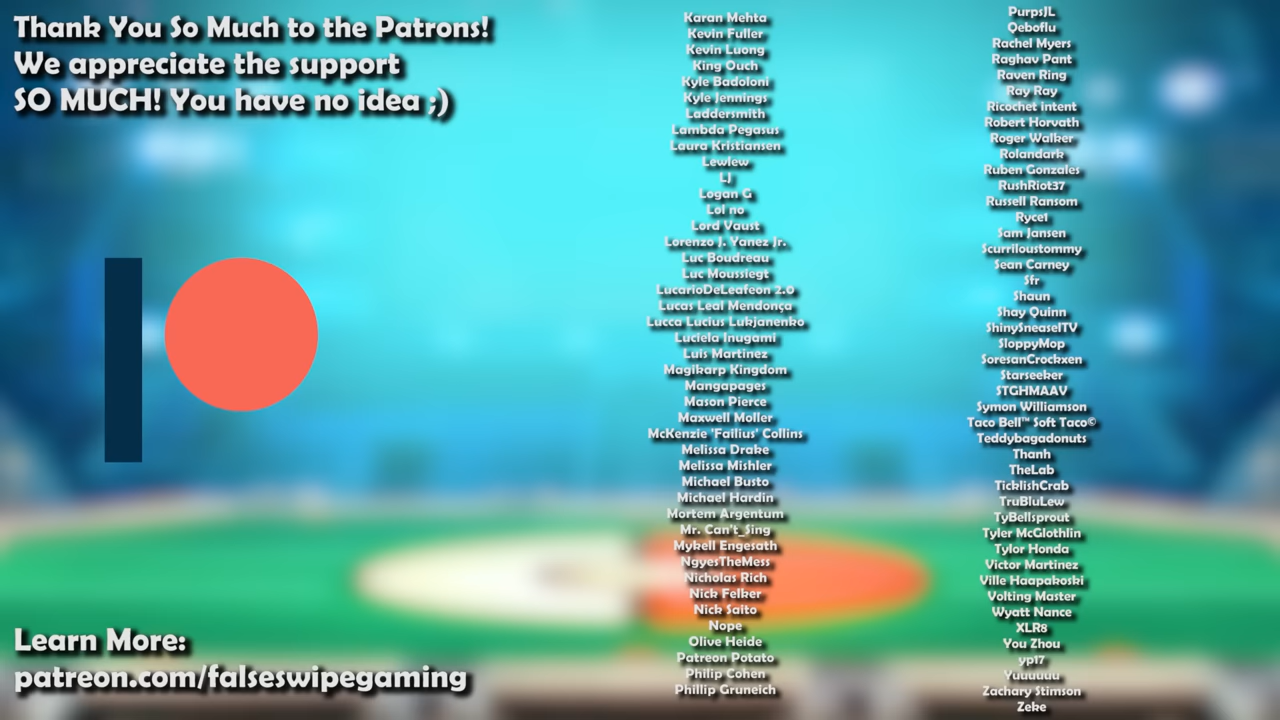 Thank You So Much to the Patrons!
We appreciate the support
SO MUCH! You have no idea ;)
Karan Mehta
Kevin Fuller
Kevin Luong
King Ouch
Kyle Badoloni
Kyle Jennings
Laddersmith
Lambda Pegasus
Laura Kristiansen
Lewlew
LJ
Logan G
Lol no
Lord Vaust
Lorenzo J. Yanez Jr.
Luc Boudreau
Luc Moussiegt
LucarioDeLeafeon 2.0
Lucas Leal Mendonça
Lucca Lucius Lukjanenko
Luciela Inugami
Luis Martinez
Magikarp Kingdom
Mangapages
Mason Pierce
Maxwell Moller
McKenzie 'Failius' Collins
Melissa Drake
Melissa Mishler
Michael Busto
Michael Hardin
Mortem Argentum
Mr. Can't_Sing
Mykell Engesath
NgyesTheMess
Nicholas Rich
Nick Felker
Nick Saito
Nope
Olive Heide
Patreon Potato
Philip Cohen
Phillip Gruneich
PurpsJL
Qeboflu
Rachel Myers
Raghav Pant
Raven Ring
Ray Ray
Ricochet intent
Robert Horvath
Roger Walker
Rolandark
Ruben Gonzales
RushRiot37
Russell Ransom
Ryce1
Sam Jansen
Scurriloustommy
Sean Carney
Sfr
Shaun
Shay Quinn
ShinySneaselTV
SloppyMop
SoresanCrockxen
Starseeker
STGHMAAV
Symon Williamson
Taco Bell™ Soft Taco©
Teddybagadonuts
Thanh
TheLab
TicklishCrab
TruBluLew
TyBellsprout
Tyler McGlothlin
Tylor Honda
Victor Martinez
Ville Haapakoski
Volting Master
Wyatt Nance
XLR8
You Zhou
yp17
Yuuuuuu
Zachary Stimson
Zeke
Learn More:
patreon.com/falseswipegaming